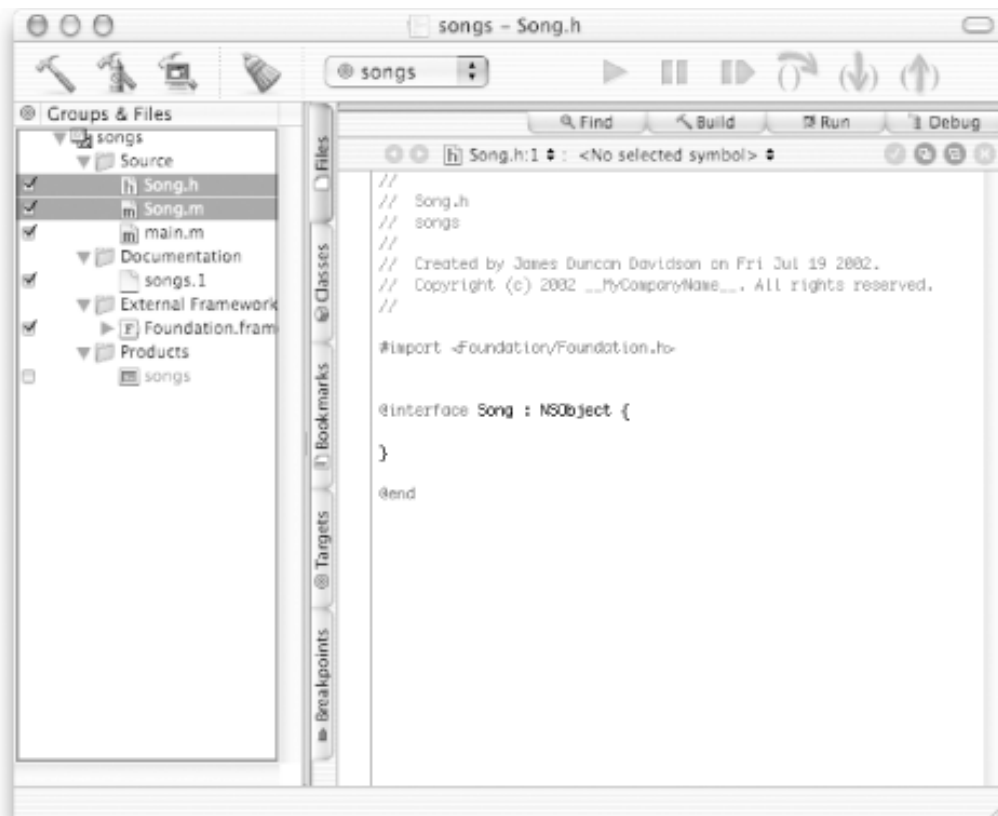 songs – Song.h
songs
Groups & Files
songs
Source
Song.h
Song.m
main.m
Documentation
songs.1
External Framework
Foundation.fram
Products
songs
Files
Classes
Bookmarks
Targets
Breakpoints
Find
Build
Run
Debug
Song.h:1 : <No selected symbol>
//
// Song.h
// songs
//
// Created by James Duncan Davidson on Fri Jul 19 2002.
// Copyright (c) 2002 __MyCompanyName__. All rights reserved.
//
#import <Foundation/Foundation.h>
@interface Song : NSObject {
}
@end